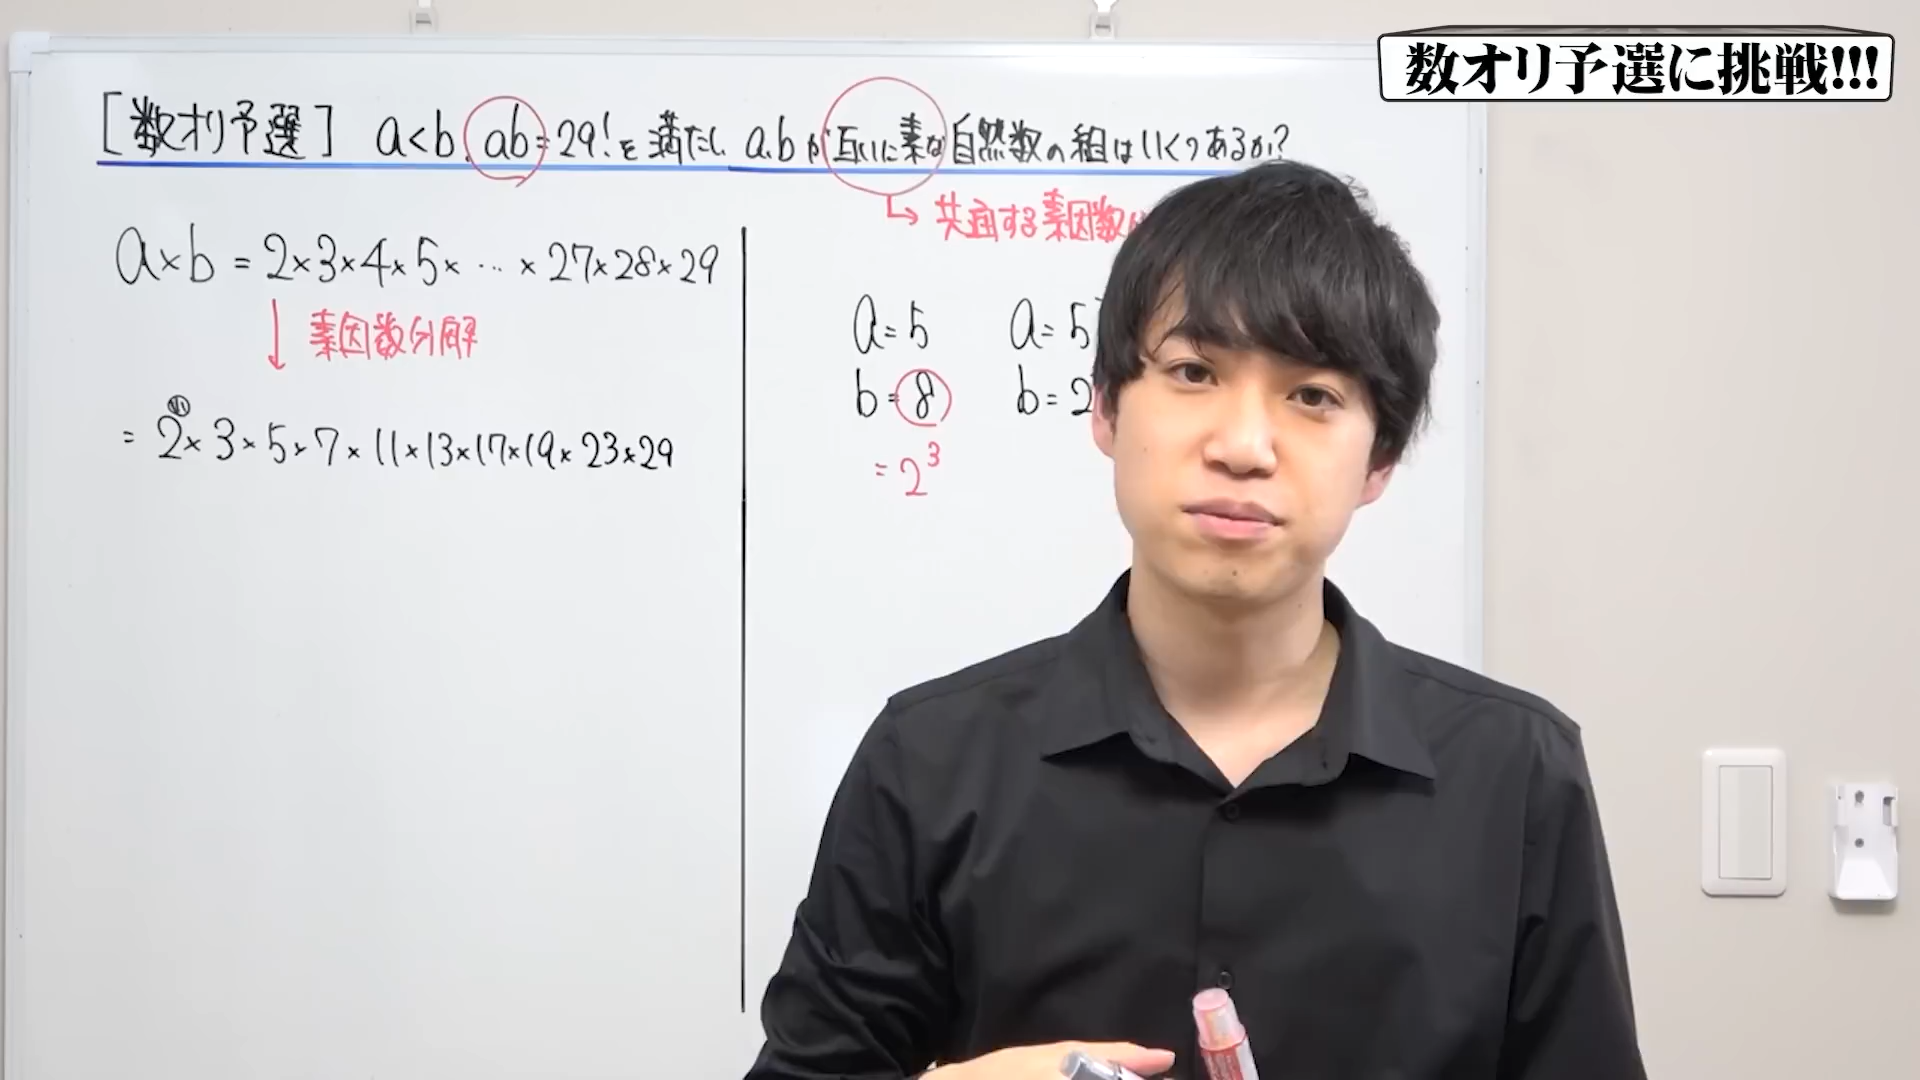 数オリ予選に挑戦!!!
[数オリ予選] a<b、ab=29!を満たし、a.bが互いに素な自然数の組はいくつあるか?
共通する素因数
a×b = 2×3×4×5× … ×27×28×29
素因数分解
= 2×3×5×7×11×13×17×19×23×29
a=5
b=8
=2³
a=5
b=2